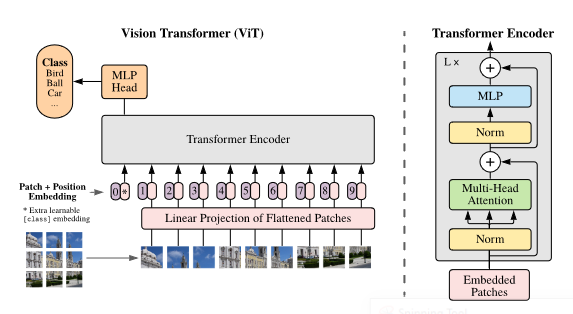 Vision Transformer (ViT)
Class
Bird
Ball
Car
...
MLP
Head
Transformer Encoder
Patch + Position
Embedding
0 * 1 2 3 4 5 6 7 8 9
* Extra learnable
[class] embedding
Linear Projection of Flattened Patches
Transformer Encoder
L ×
+
MLP
Norm
+
Multi-Head
Attention
Norm
Embedded
Patches